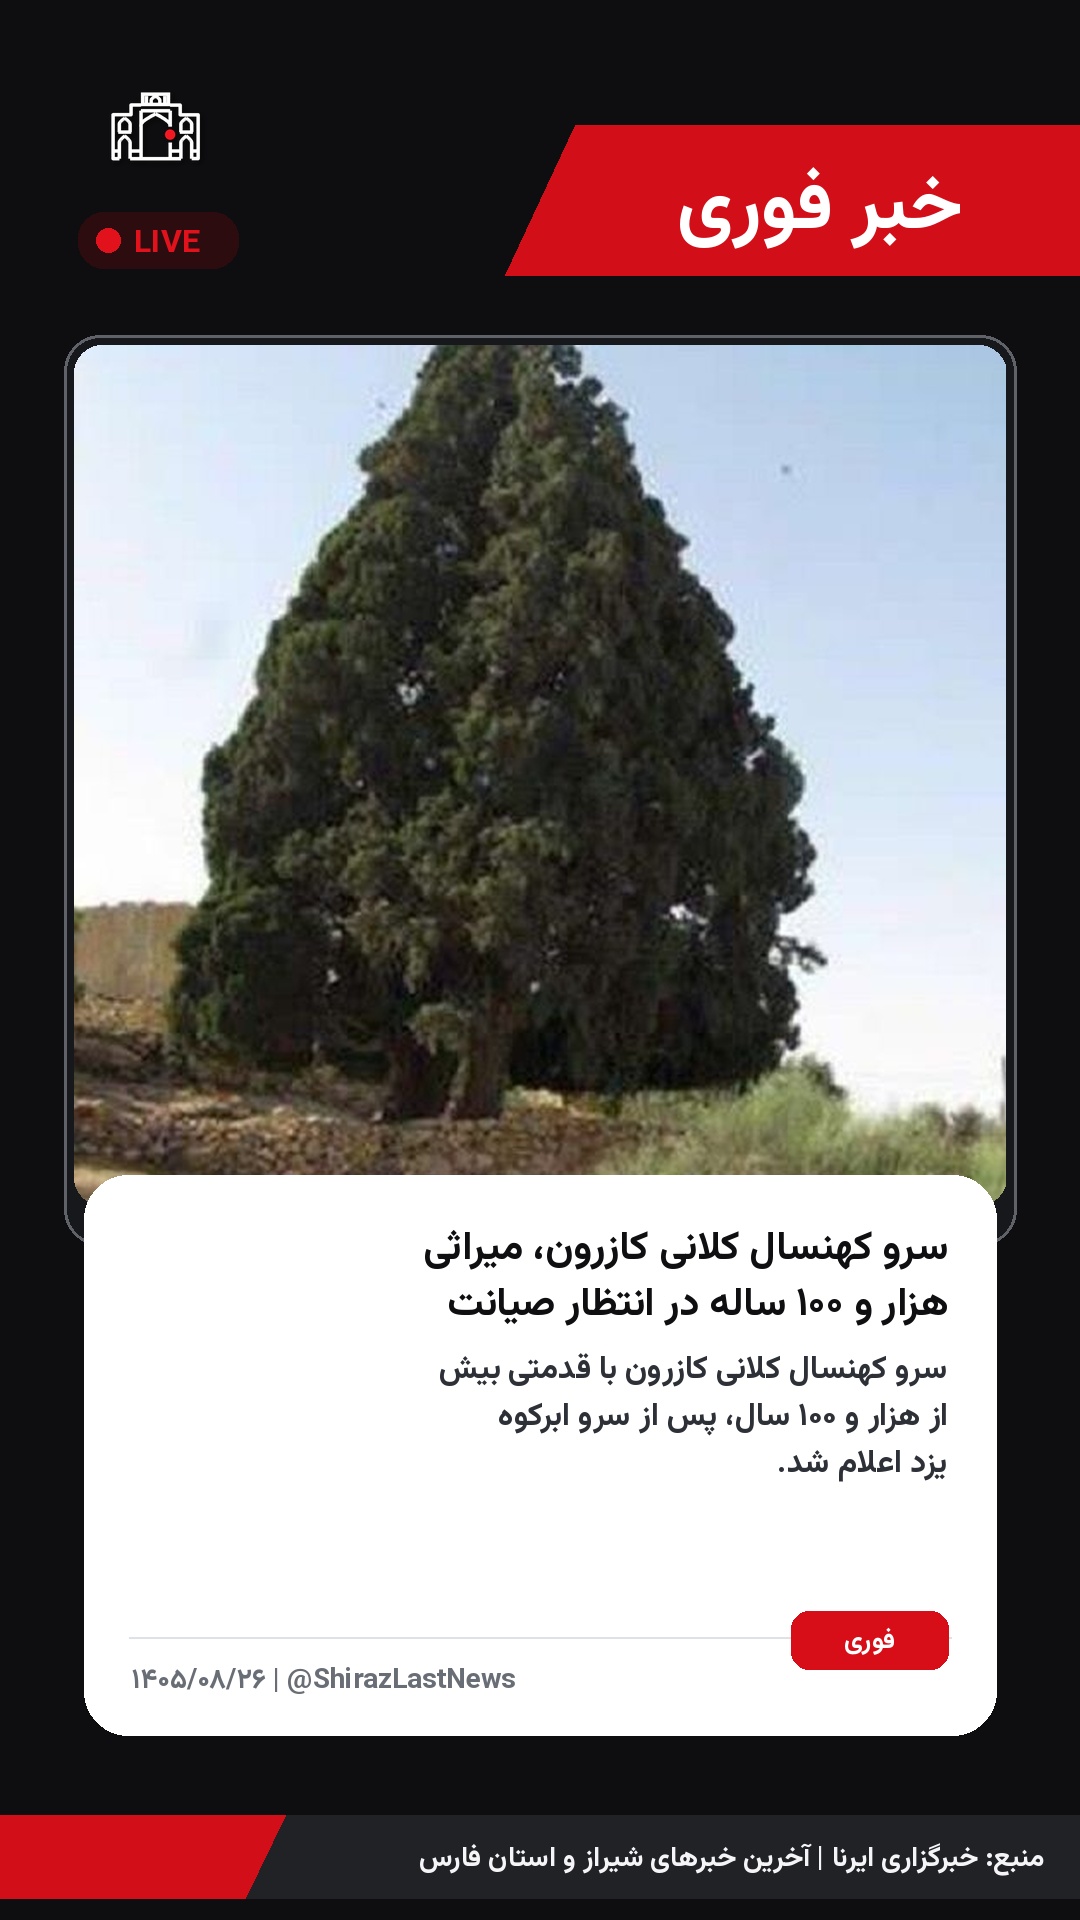 خبر فوری
LIVE
سرو کهنسال کلانی کازرون، میراثی
هزار و ۱۰۰ ساله در انتظار صیانت
سرو کهنسال کلانی کازرون با قدمتی بیش
از هزار و ۱۰۰ سال، پس از سرو ابرکوه
یزد اعلام شد.
فوری
۱۴۰۵/۰۸/۲۶ | @ShirazLastNews
منبع: خبرگزاری ایرنا | آخرین خبرهای شیراز و استان فارس